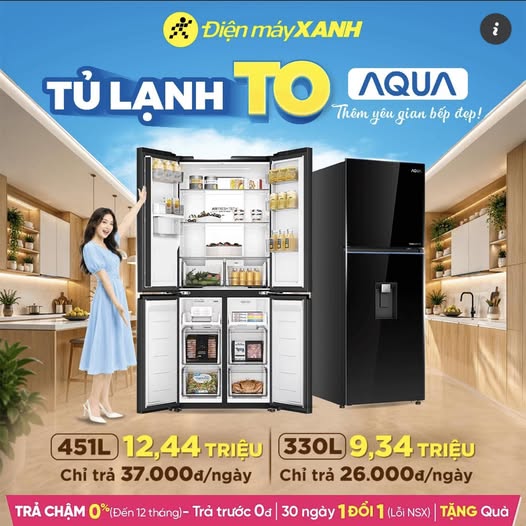 Điện máy XANH
TỦ LẠNH TO AQUA
Thêm yêu gian bếp đẹp!
AQUA
451L 12,44 TRIỆU
Chỉ trả 37.000đ/ngày
330L 9,34 TRIỆU
Chỉ trả 26.000đ/ngày
TRẢ CHẬM 0% (Đến 12 tháng) - Trả trước 0đ | 30 ngày 1 ĐỔI 1 (Lỗi NSX) | TẶNG Quà